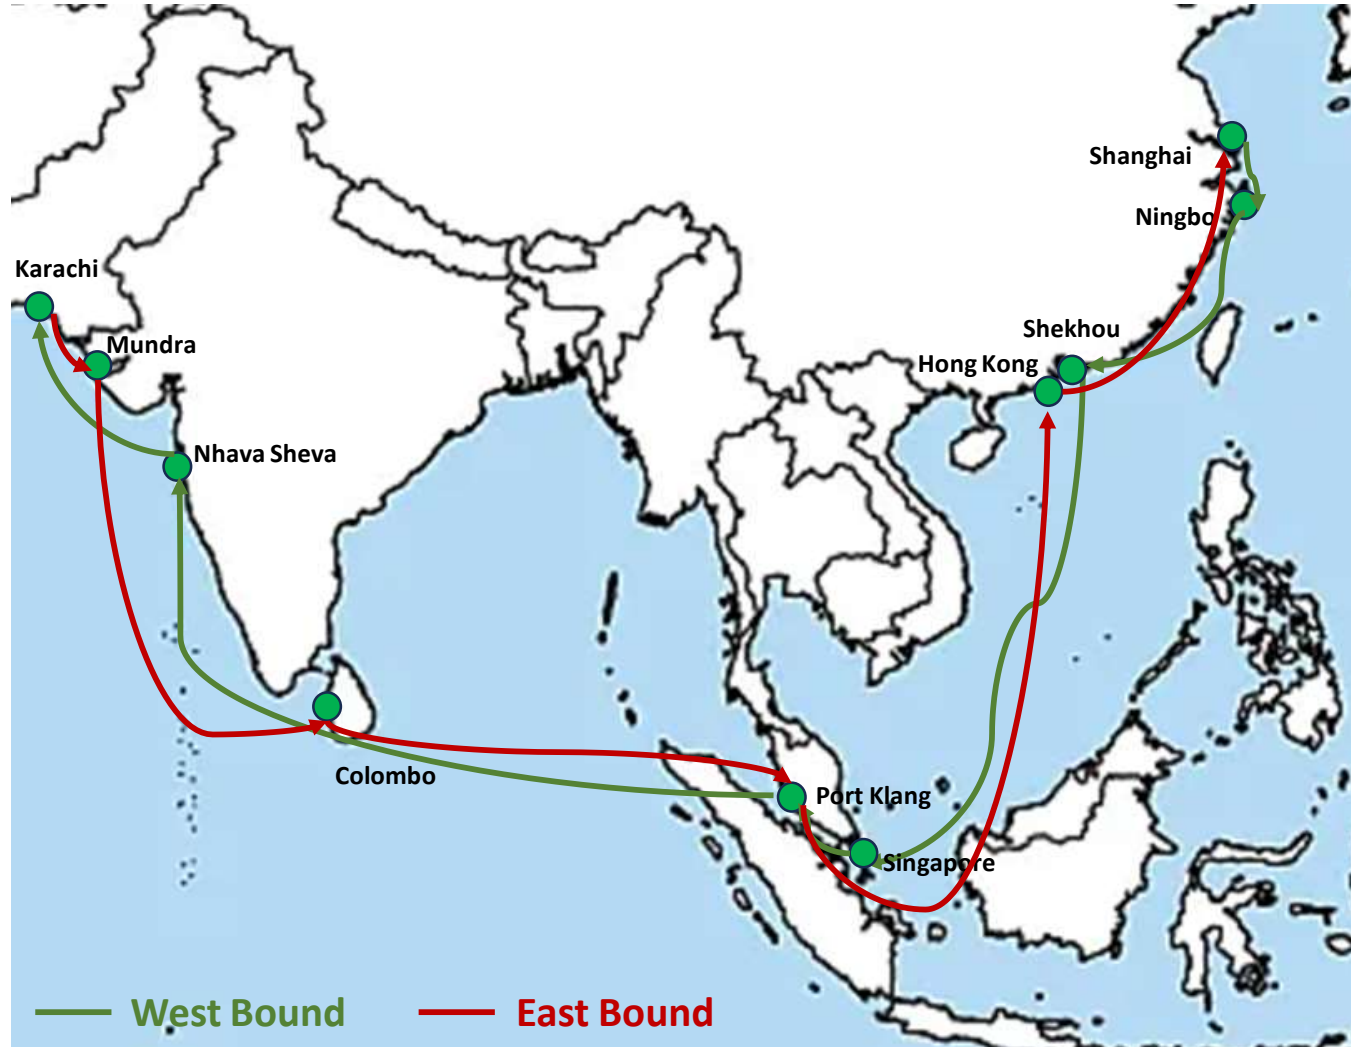 Shanghai
Ningbo
Karachi
Shekhou
Mundra
Hong Kong
Nhava Sheva
Colombo
Port Klang
Singapore
West Bound
East Bound